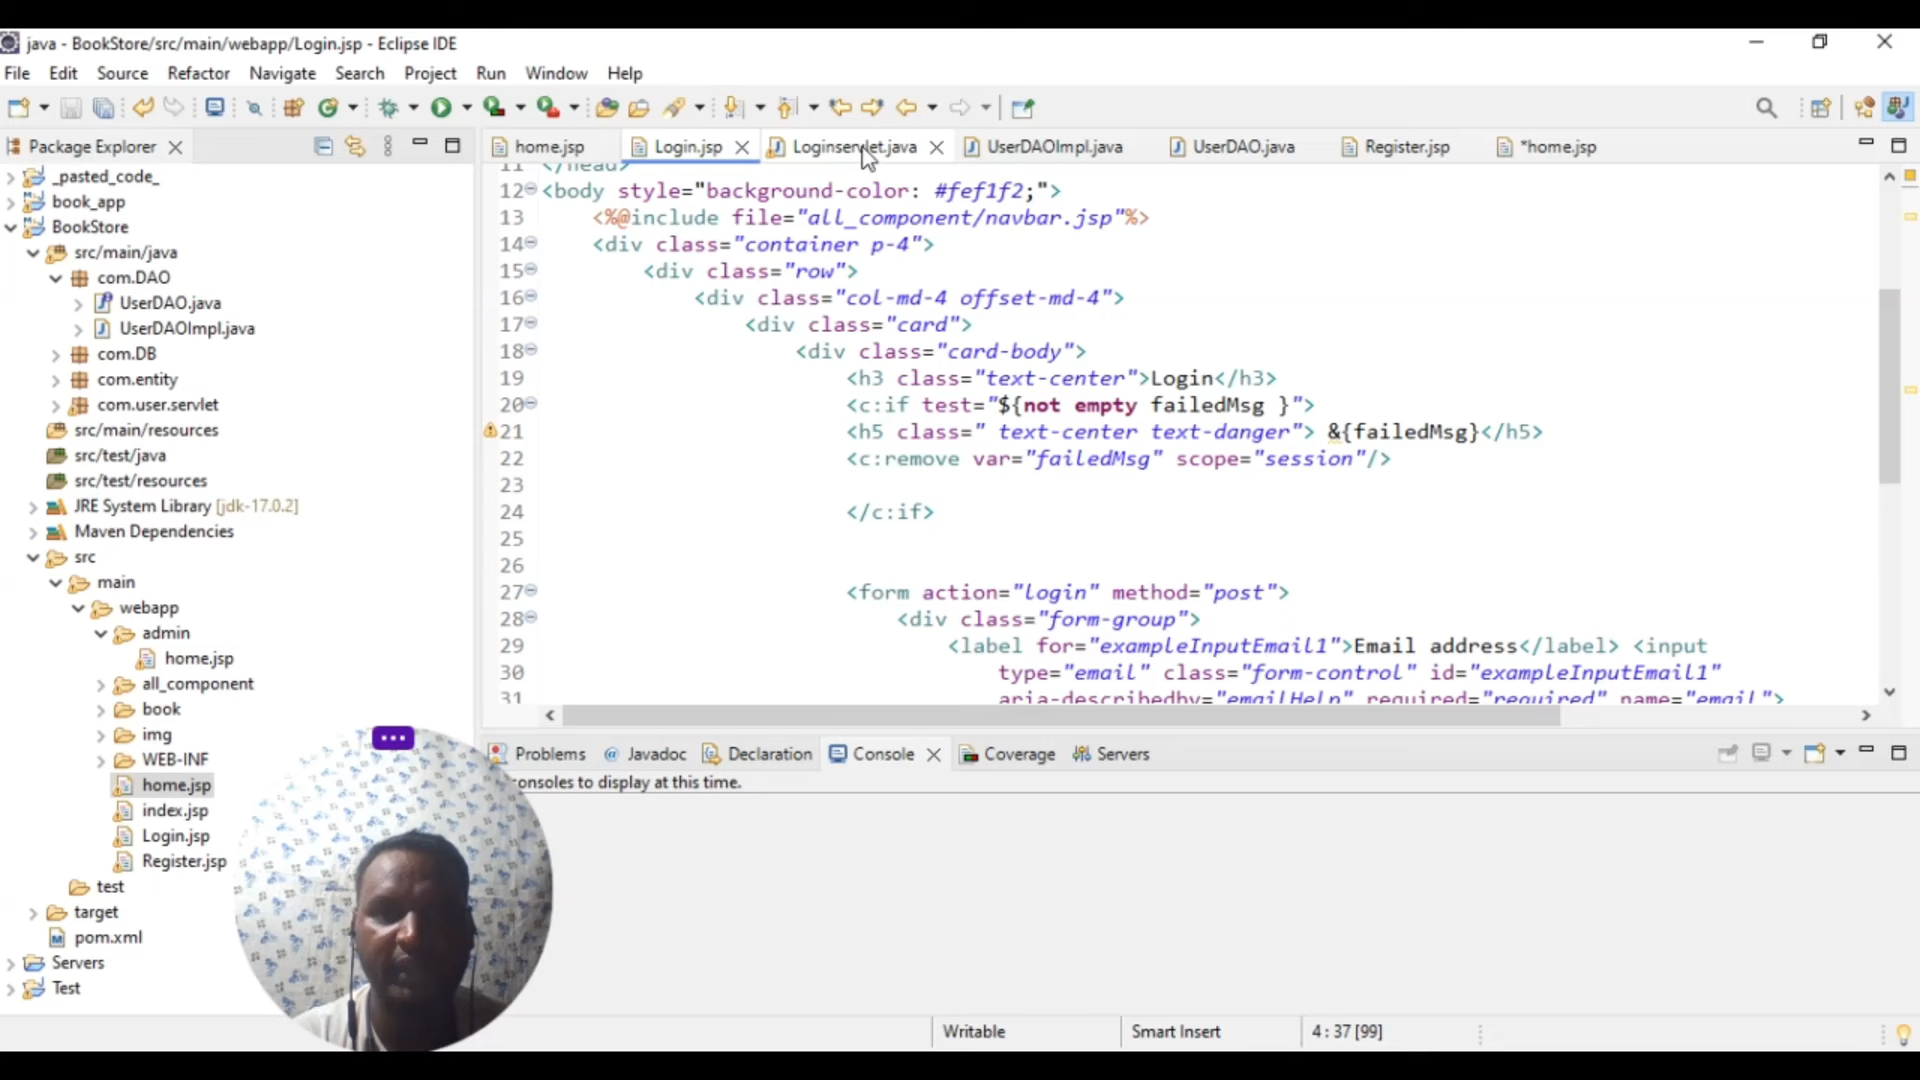 java - BookStore/src/main/webapp/Login.jsp - Eclipse IDE
File Edit Source Refactor Navigate Search Project Run Window Help
Package Explorer
_pasted_code_
book_app
BookStore
src/main/java
com.DAO
UserDAO.java
UserDAOImpl.java
com.DB
com.entity
com.user.servlet
src/main/resources
src/test/java
src/test/resources
JRE System Library [jdk-17.0.2]
Maven Dependencies
src
main
webapp
admin
home.jsp
all_component
book
img
WEB-INF
home.jsp
index.jsp
Login.jsp
Register.jsp
test
target
pom.xml
Servers
Test
home.jsp Login.jsp Loginservlet.java UserDAOImpl.java UserDAO.java Register.jsp *home.jsp
11 </head>
12 <body style="background-color: #fef1f2;">
13 <%@include file="all_component/navbar.jsp"%>
14 <div class="container p-4">
15 <div class="row">
16 <div class="col-md-4 offset-md-4">
17 <div class="card">
18 <div class="card-body">
19 <h3 class="text-center">Login</h3>
20 <c:if test="${not empty failedMsg }">
21 <h5 class=" text-center text-danger"> &{failedMsg}</h5>
22 <c:remove var="failedMsg" scope="session"/>
23
24 </c:if>
25
26
27 <form action="login" method="post">
28 <div class="form-group">
29 <label for="exampleInputEmail1">Email address</label> <input
30 type="email" class="form-control" id="exampleInputEmail1"
31 aria-describedby="emailHelp" required="required" name="email">
Problems Javadoc Declaration Console Coverage Servers
onsoles to display at this time.
Writable Smart Insert 4 : 37 [99]